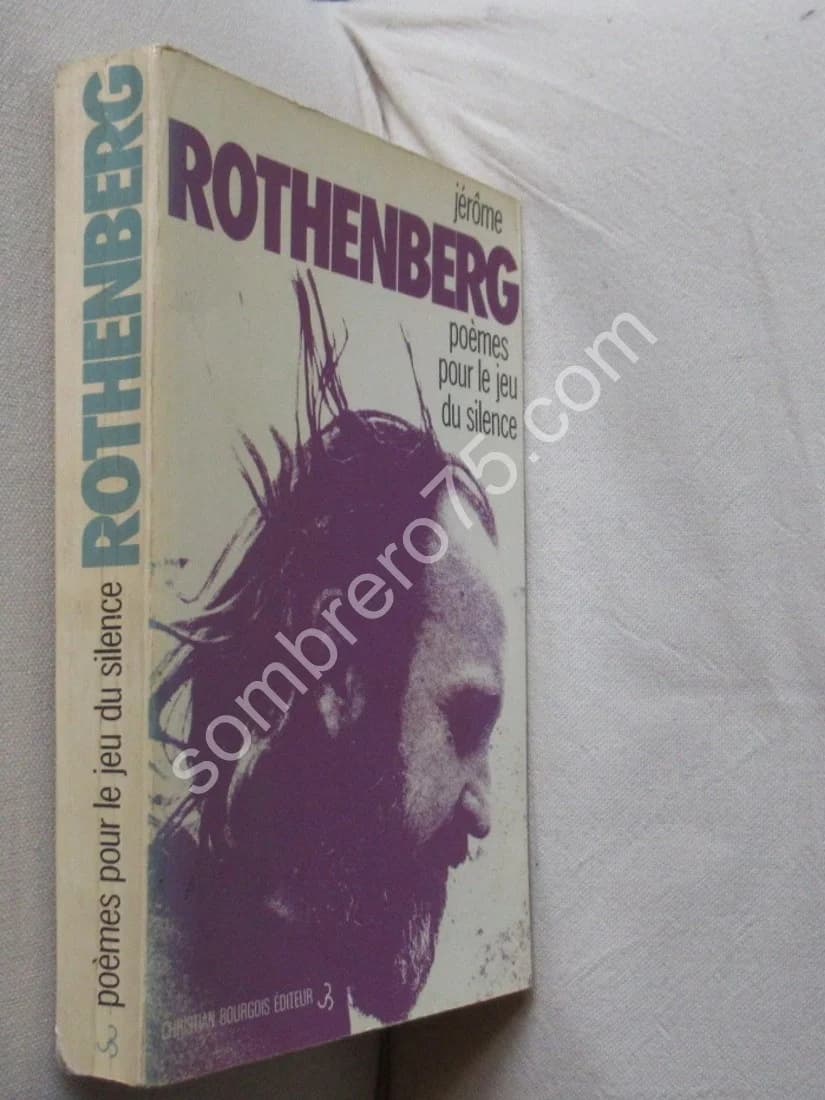 ROTHENBERG
poèmes pour le jeu du silence
jérôme
ROTHENBERG
poèmes
pour le jeu
du silence
CHRISTIAN BOURGOIS ÉDITEUR
sombrero75.com